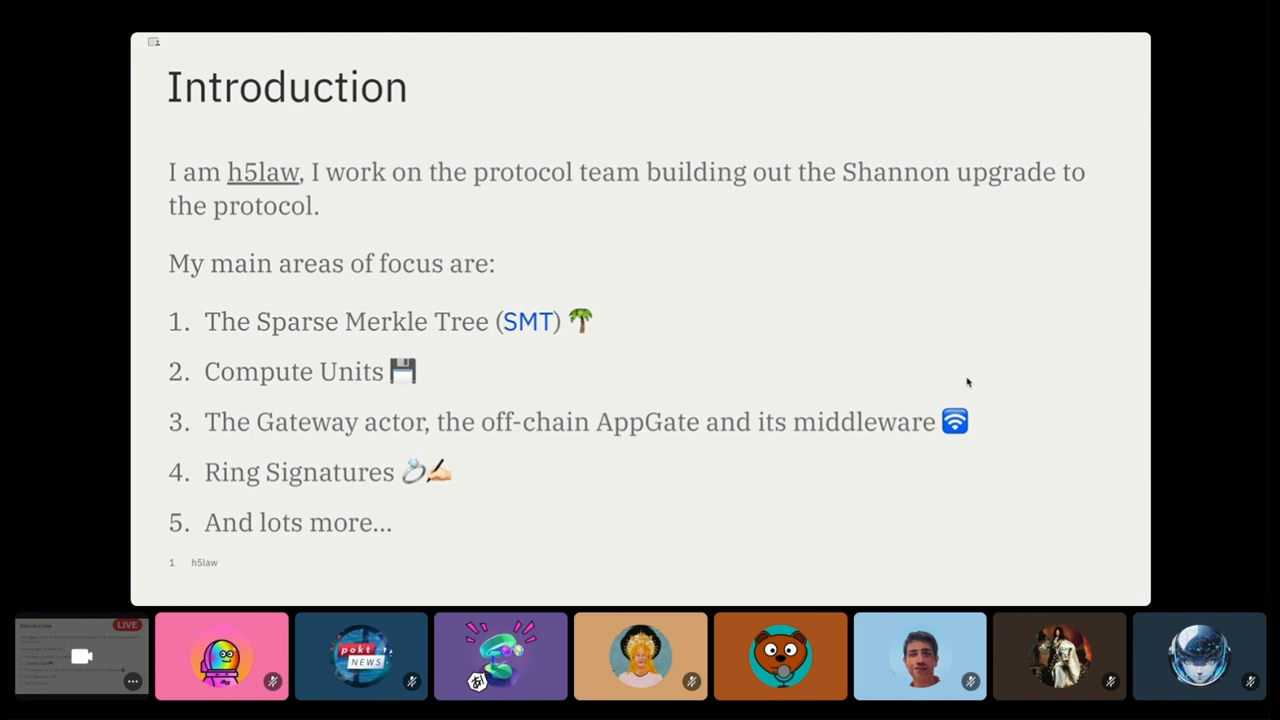 Introduction
I am h5law, I work on the protocol team building out the Shannon upgrade to
the protocol.
My main areas of focus are:
1. The Sparse Merkle Tree (SMT) 🌴
2. Compute Units 💾
3. The Gateway actor, the off-chain AppGate and its middleware 🛜
4. Ring Signatures 💍✍🏻
5. And lots more...
1 h5law
LIVE
pokt
NEWS